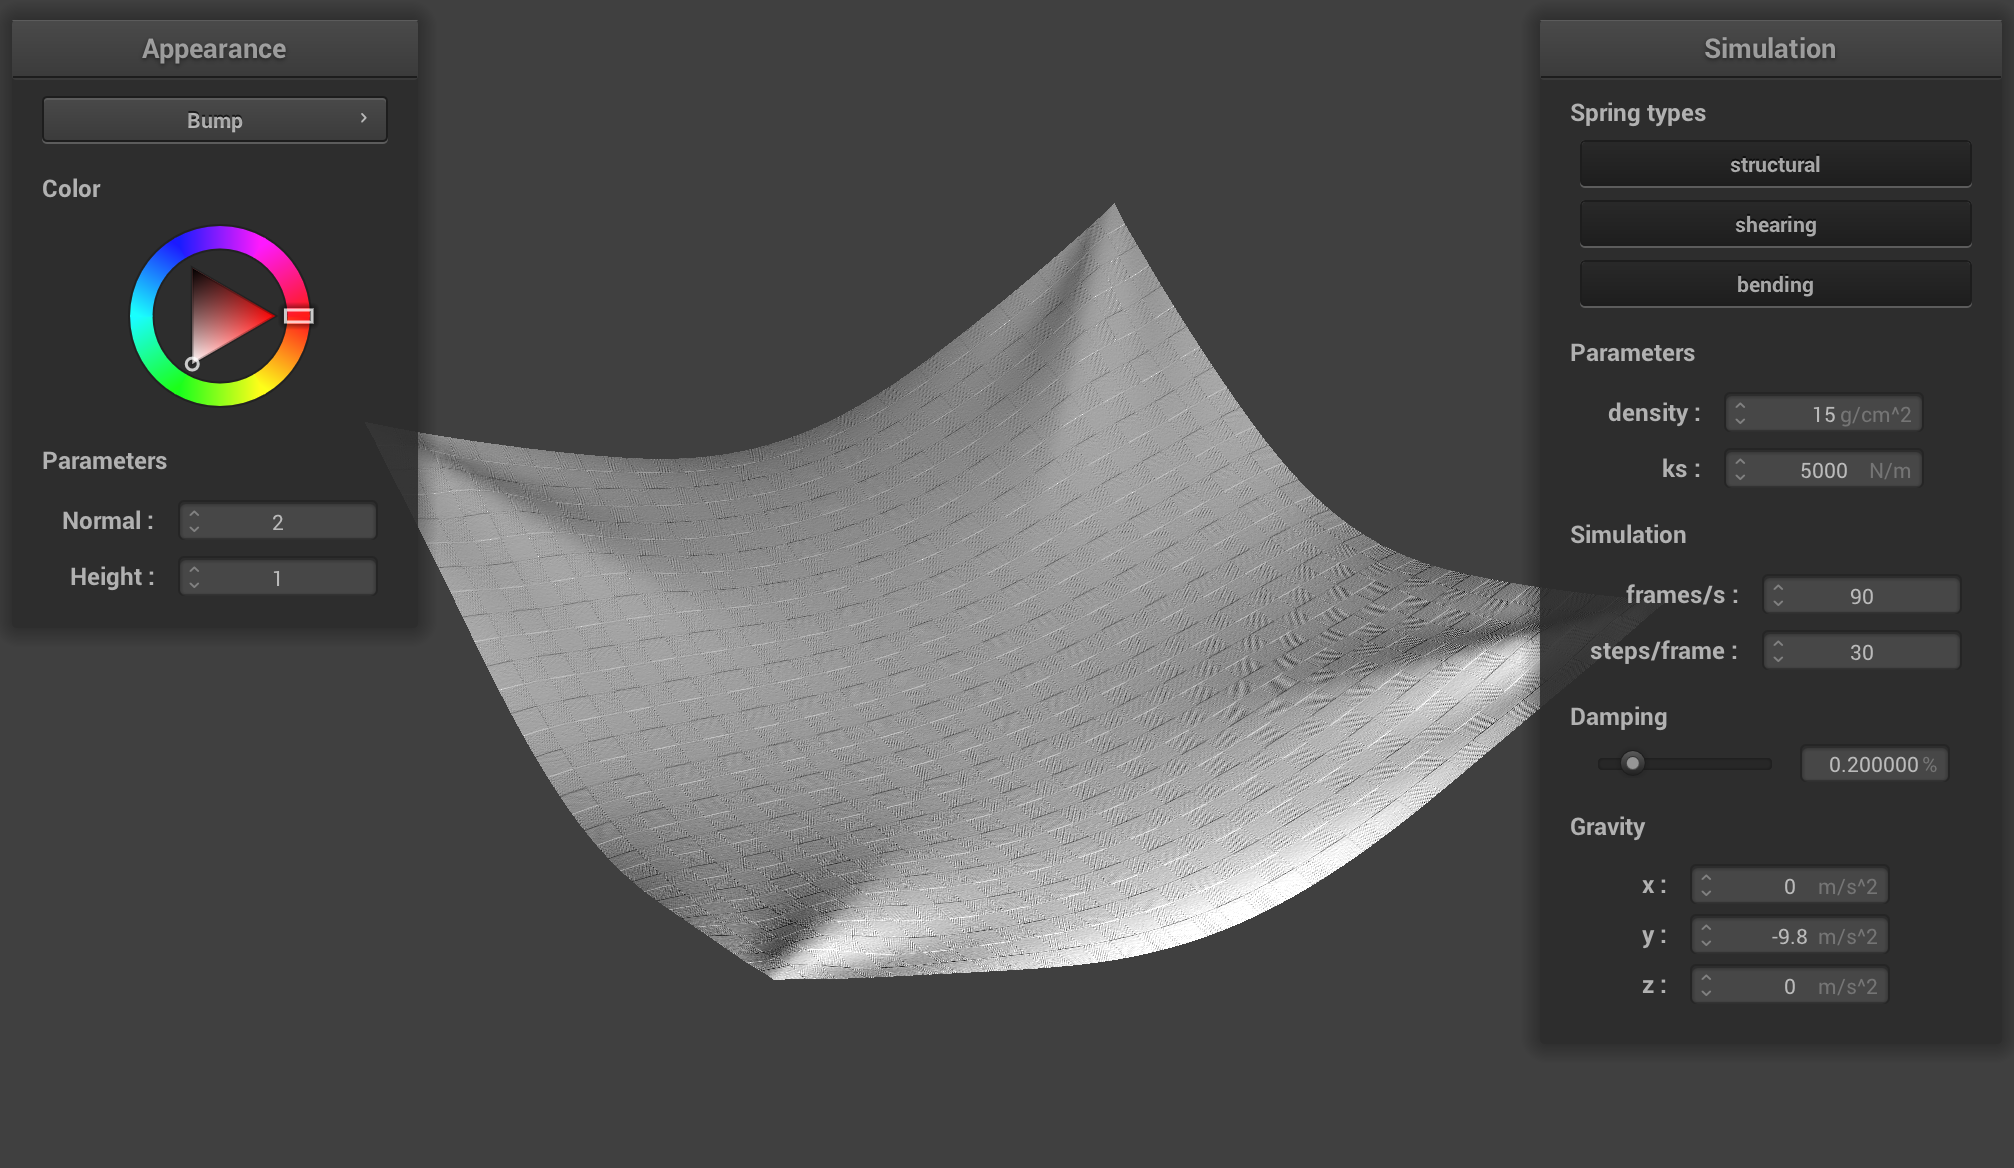 Appearance
Bump
Color
Parameters
Normal : 2
Height : 1
Simulation
Spring types
structural
shearing
bending
Parameters
density : 15 g/cm^2
ks : 5000 N/m
Simulation
frames/s : 90
steps/frame : 30
Damping
0.200000 %
Gravity
x : 0 m/s^2
y : -9.8 m/s^2
z : 0 m/s^2